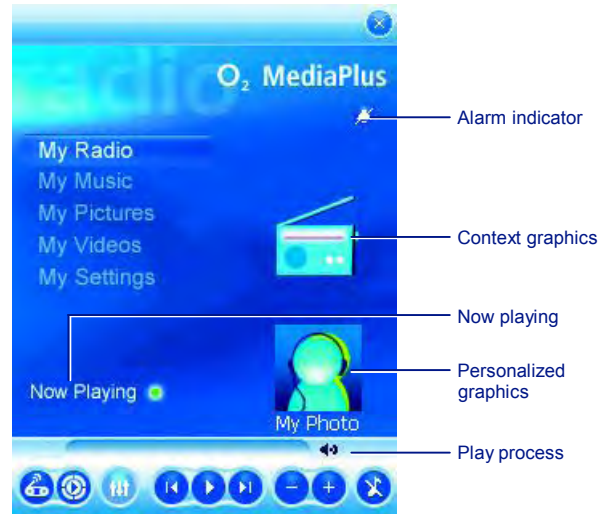 radio
O2 MediaPlus
Alarm indicator
My Radio
My Music
My Pictures
My Videos
My Settings
Context graphics
Now playing
Now Playing
Personalized
graphics
My Photo
Play process